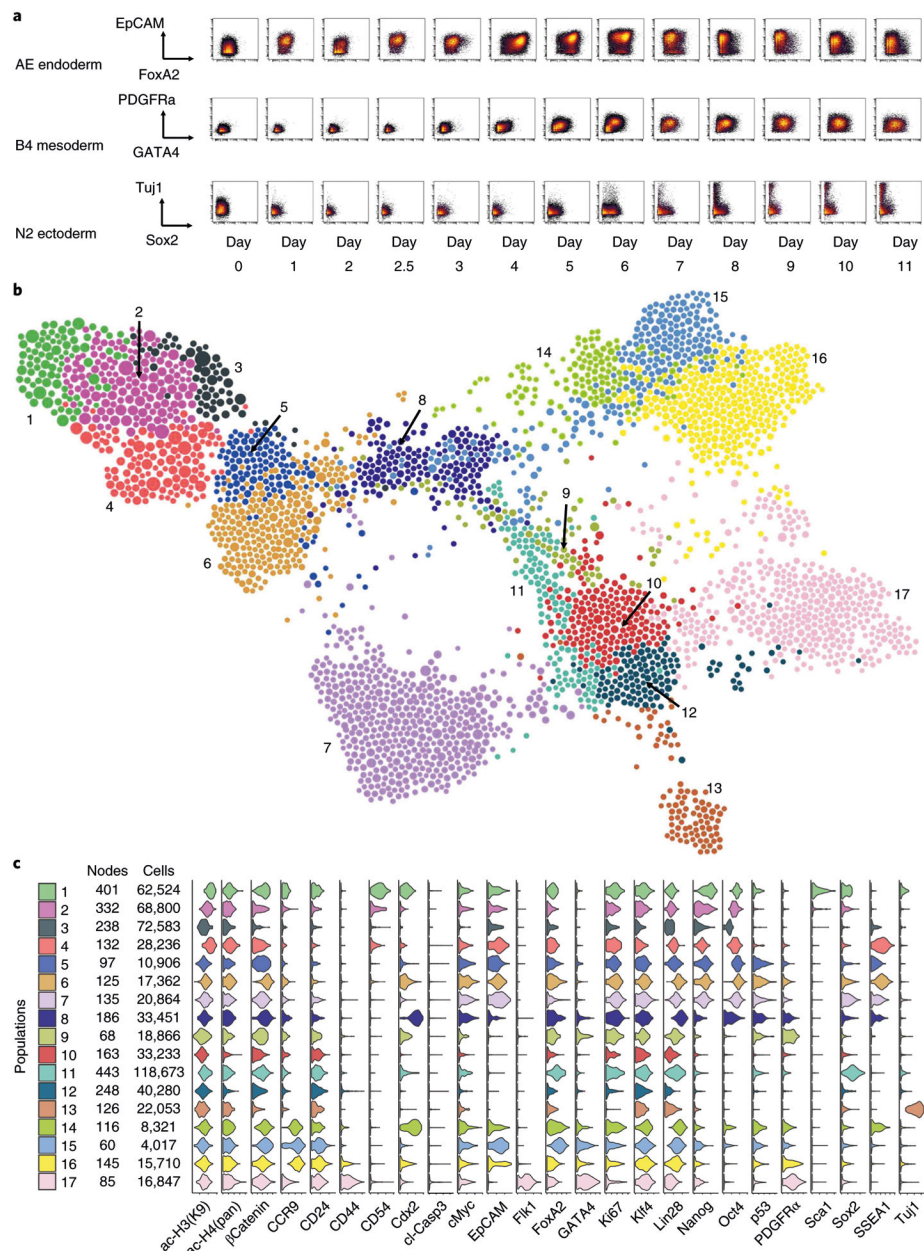 a
EpCAM
AE endoderm
FoxA2
PDGFRa
B4 mesoderm
GATA4
Tuj1
N2 ectoderm
Sox2
Day Day Day Day Day Day Day Day Day Day Day Day Day
0 1 2 2.5 3 4 5 6 7 8 9 10 11
b
2
15
14
16
3
8
5
1
4
9
6
10
11
17
12
7
13
c
Nodes Cells
Populations
1 401 62,524
2 332 68,800
3 238 72,583
4 132 28,236
5 97 10,906
6 125 17,362
7 135 20,864
8 186 33,451
9 68 18,866
10 163 33,233
11 443 118,673
12 248 40,280
13 126 22,053
14 116 8,321
15 60 4,017
16 145 15,710
17 85 16,847
ac-H3(K9) ac-H4(pan) βCatenin CCR9 CD24 CD44 CD54 Cdx2 cl-Casp3 cMyc EpCAM Flk1 FoxA2 GATA4 Ki67 Klf4 Lin28 Nanog Oct4 p53 PDGFRα Sca1 Sox2 SSEA1 Tuj1